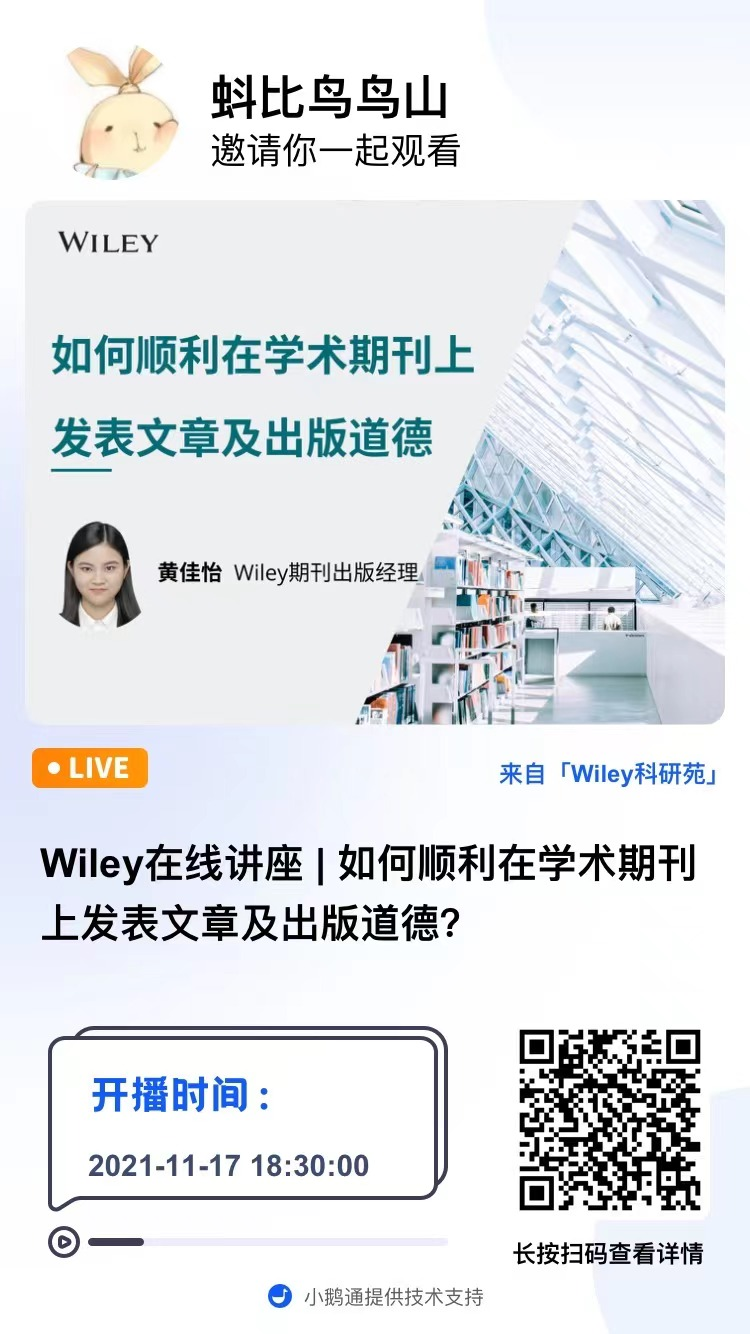 蚪比鸟鸟山
邀请你一起观看
WILEY
如何顺利在学术期刊上
发表文章及出版道德
黄佳怡 Wiley期刊出版经理
LIVE
来自「Wiley科研苑」
Wiley在线讲座 | 如何顺利在学术期刊
上发表文章及出版道德?
开播时间：
2021-11-17 18:30:00
长按扫码查看详情
小鹅通提供技术支持